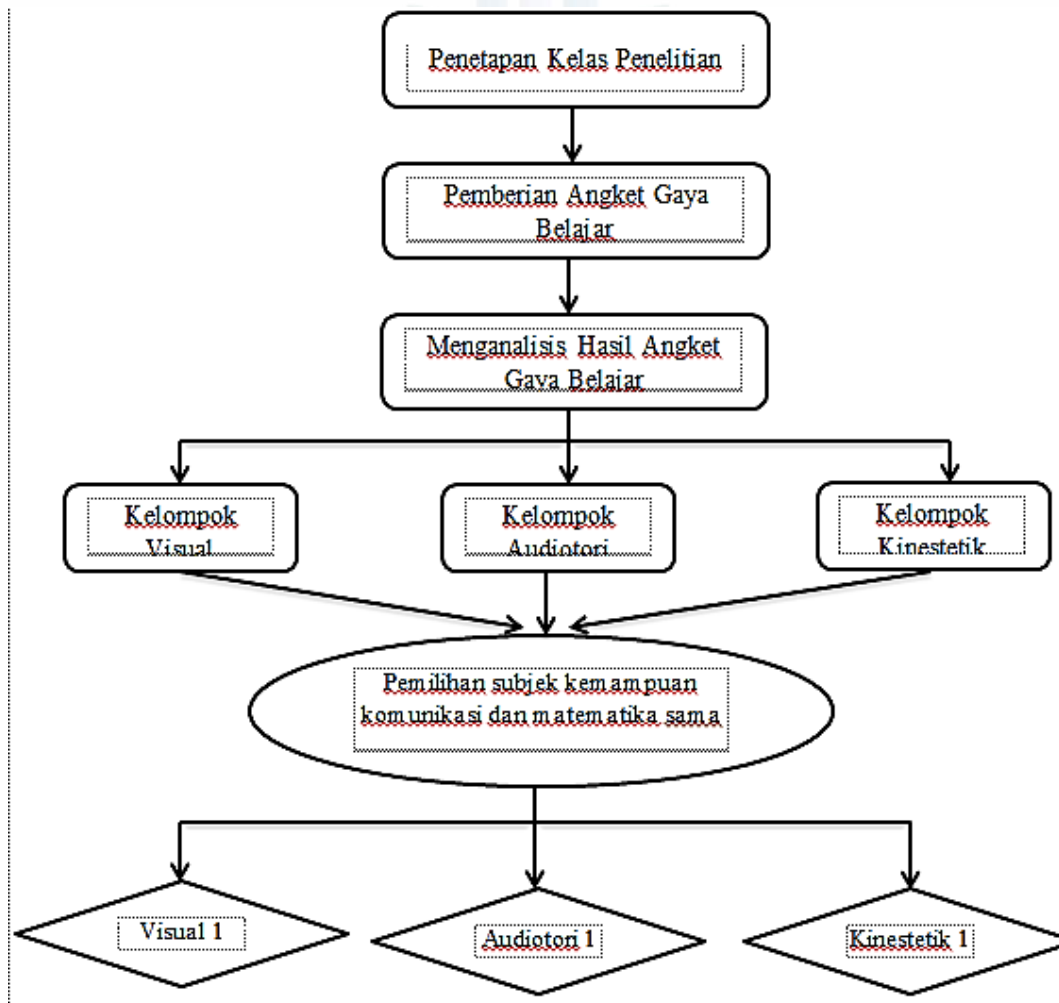 Penetapan Kelas Penelitian
Pemberian Angket Gaya
Belajar
Menganalisis Hasil Angket
Gaya Belajar
Kelompok
Visual
Kelompok
Audiotori
Kelompok
Kinestetik
Pemilihan subjek kemampuan
komunikasi dan matematika sama
Visual 1
Audiotori 1
Kinestetik 1